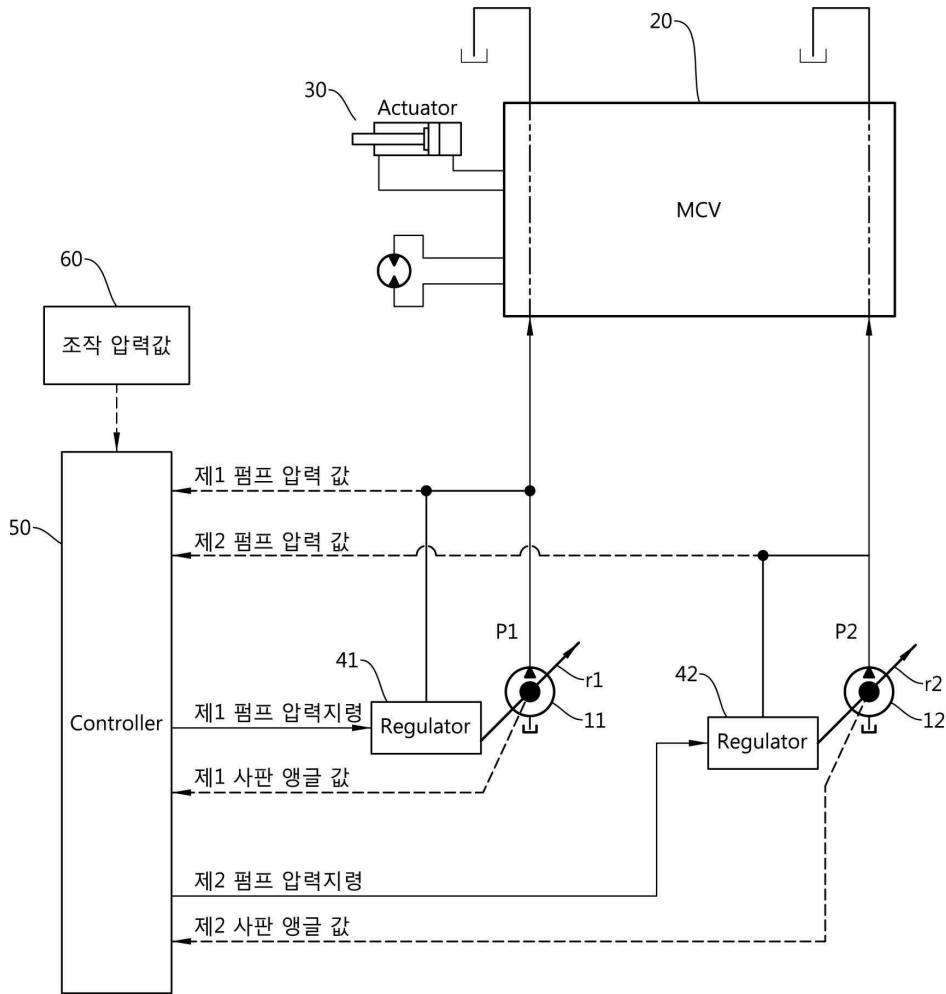 20
30
Actuator
MCV
60
조작 압력값
제1 펌프 압력 값
50
제2 펌프 압력 값
P1
P2
41
r1
42
r2
Controller
제1 펌프 압력지령
Regulator
11
Regulator
12
제1 사판 앵글 값
제2 펌프 압력지령
제2 사판 앵글 값